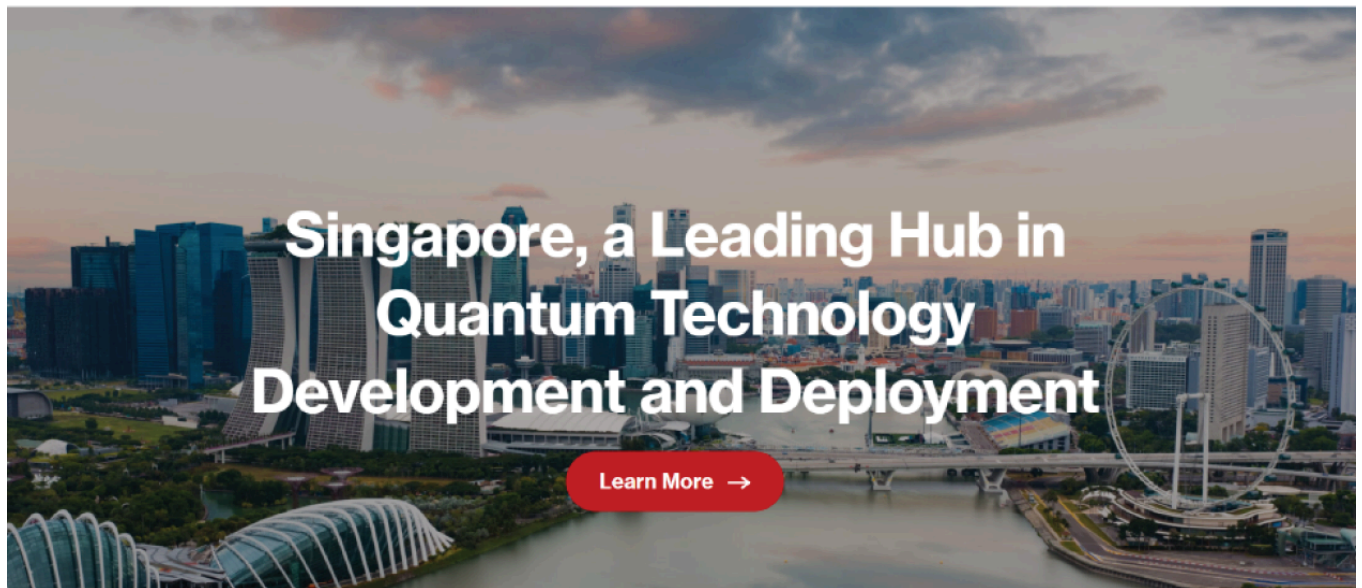 Singapore, a Leading Hub in
Quantum Technology
Development and Deployment
Learn More →